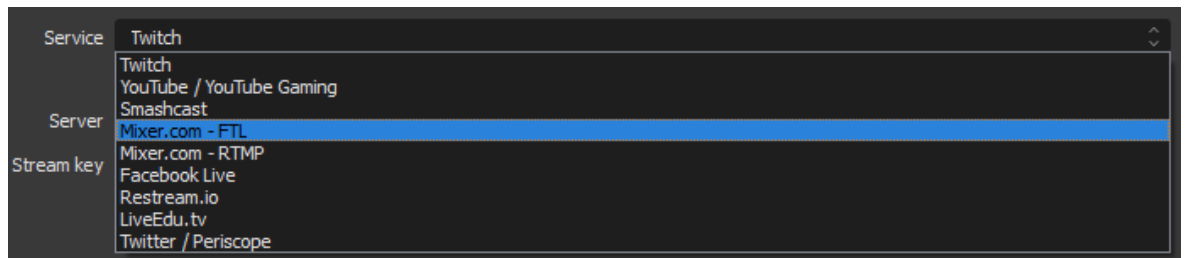 Service Twitch
Twitch
YouTube / YouTube Gaming
Smashcast
Server
Mixer.com - FTL
Mixer.com - RTMP
Stream key
Facebook Live
Restream.io
LiveEdu.tv
Twitter / Periscope